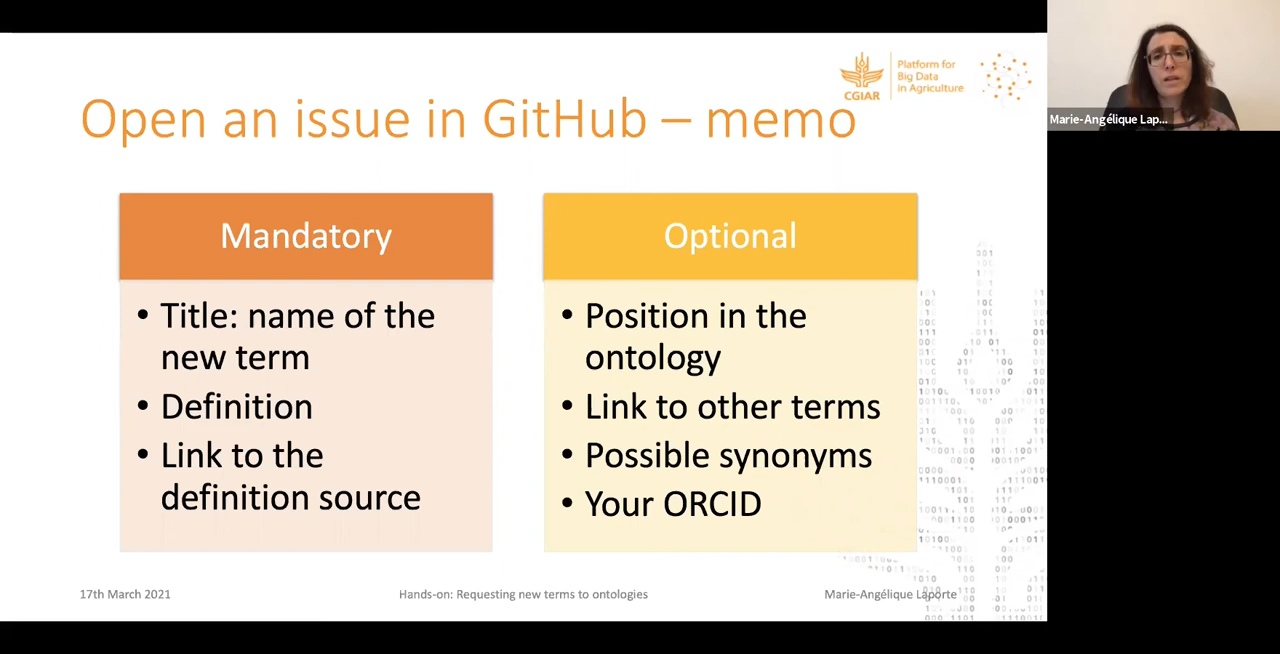 CGIAR
Platform for
Big Data
in Agriculture
Open an issue in GitHub – memo
Marie-Angélique Lap...
Mandatory
• Title: name of the
new term
• Definition
• Link to the
definition source
Optional
• Position in the
ontology
• Link to other terms
• Possible synonyms
• Your ORCID
17th March 2021
Hands-on: Requesting new terms to ontologies
Marie-Angélique Laporte